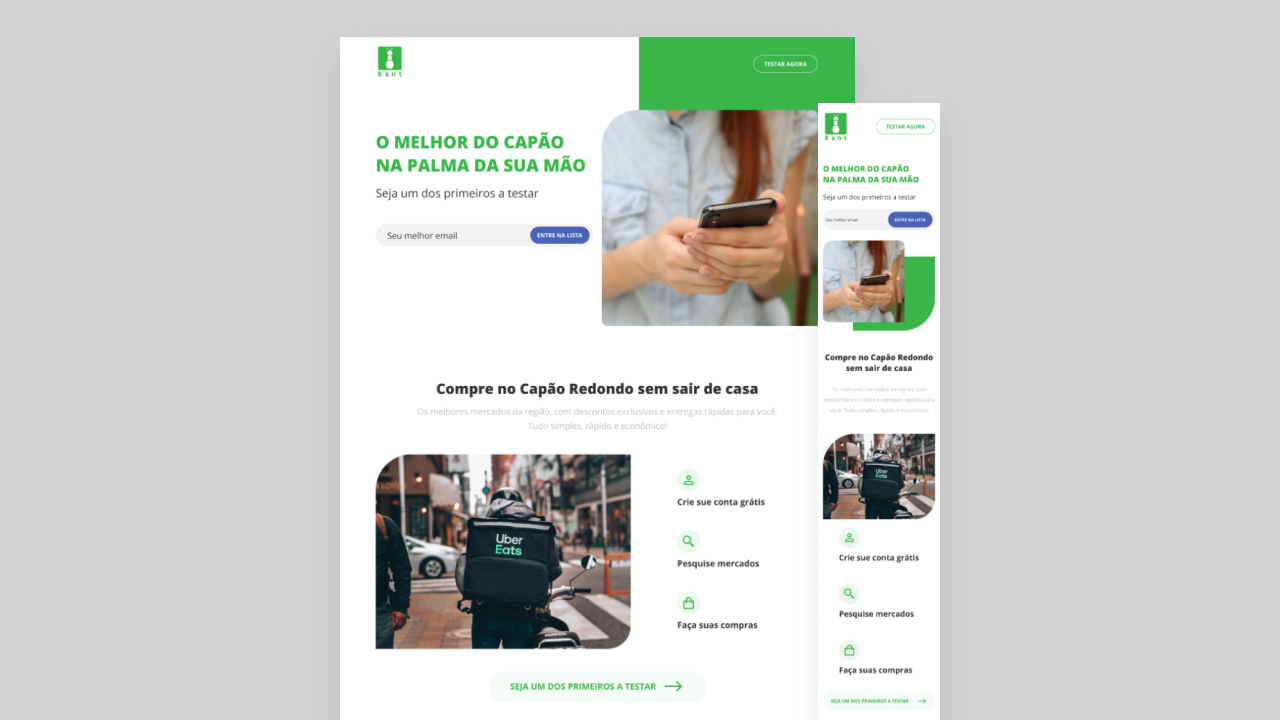 Bant
TESTAR AGORA
O MELHOR DO CAPÃO
NA PALMA DA SUA MÃO
Seja um dos primeiros a testar
Seu melhor email
ENTRE NA LISTA
Compre no Capão Redondo sem sair de casa
Os melhores mercados da região, com descontos exclusivos e entregas rápidas para você.
Tudo simples, rápido e econômico!
Uber
Eats
Crie sue conta grátis
Pesquise mercados
Faça suas compras
SEJA UM DOS PRIMEIROS A TESTAR
Bant
TESTAR AGORA
O MELHOR DO CAPÃO
NA PALMA DA SUA MÃO
Seja um dos primeiros a testar
Seu melhor email
ENTRE NA LISTA
Compre no Capão Redondo
sem sair de casa
Os melhores mercados da região, com
descontos exclusivos e entregas rápidas para
você. Tudo simples, rápido e econômico!
Uber
Eats
Crie sue conta grátis
Pesquise mercados
Faça suas compras
SEJA UM DOS PRIMEIROS A TESTAR